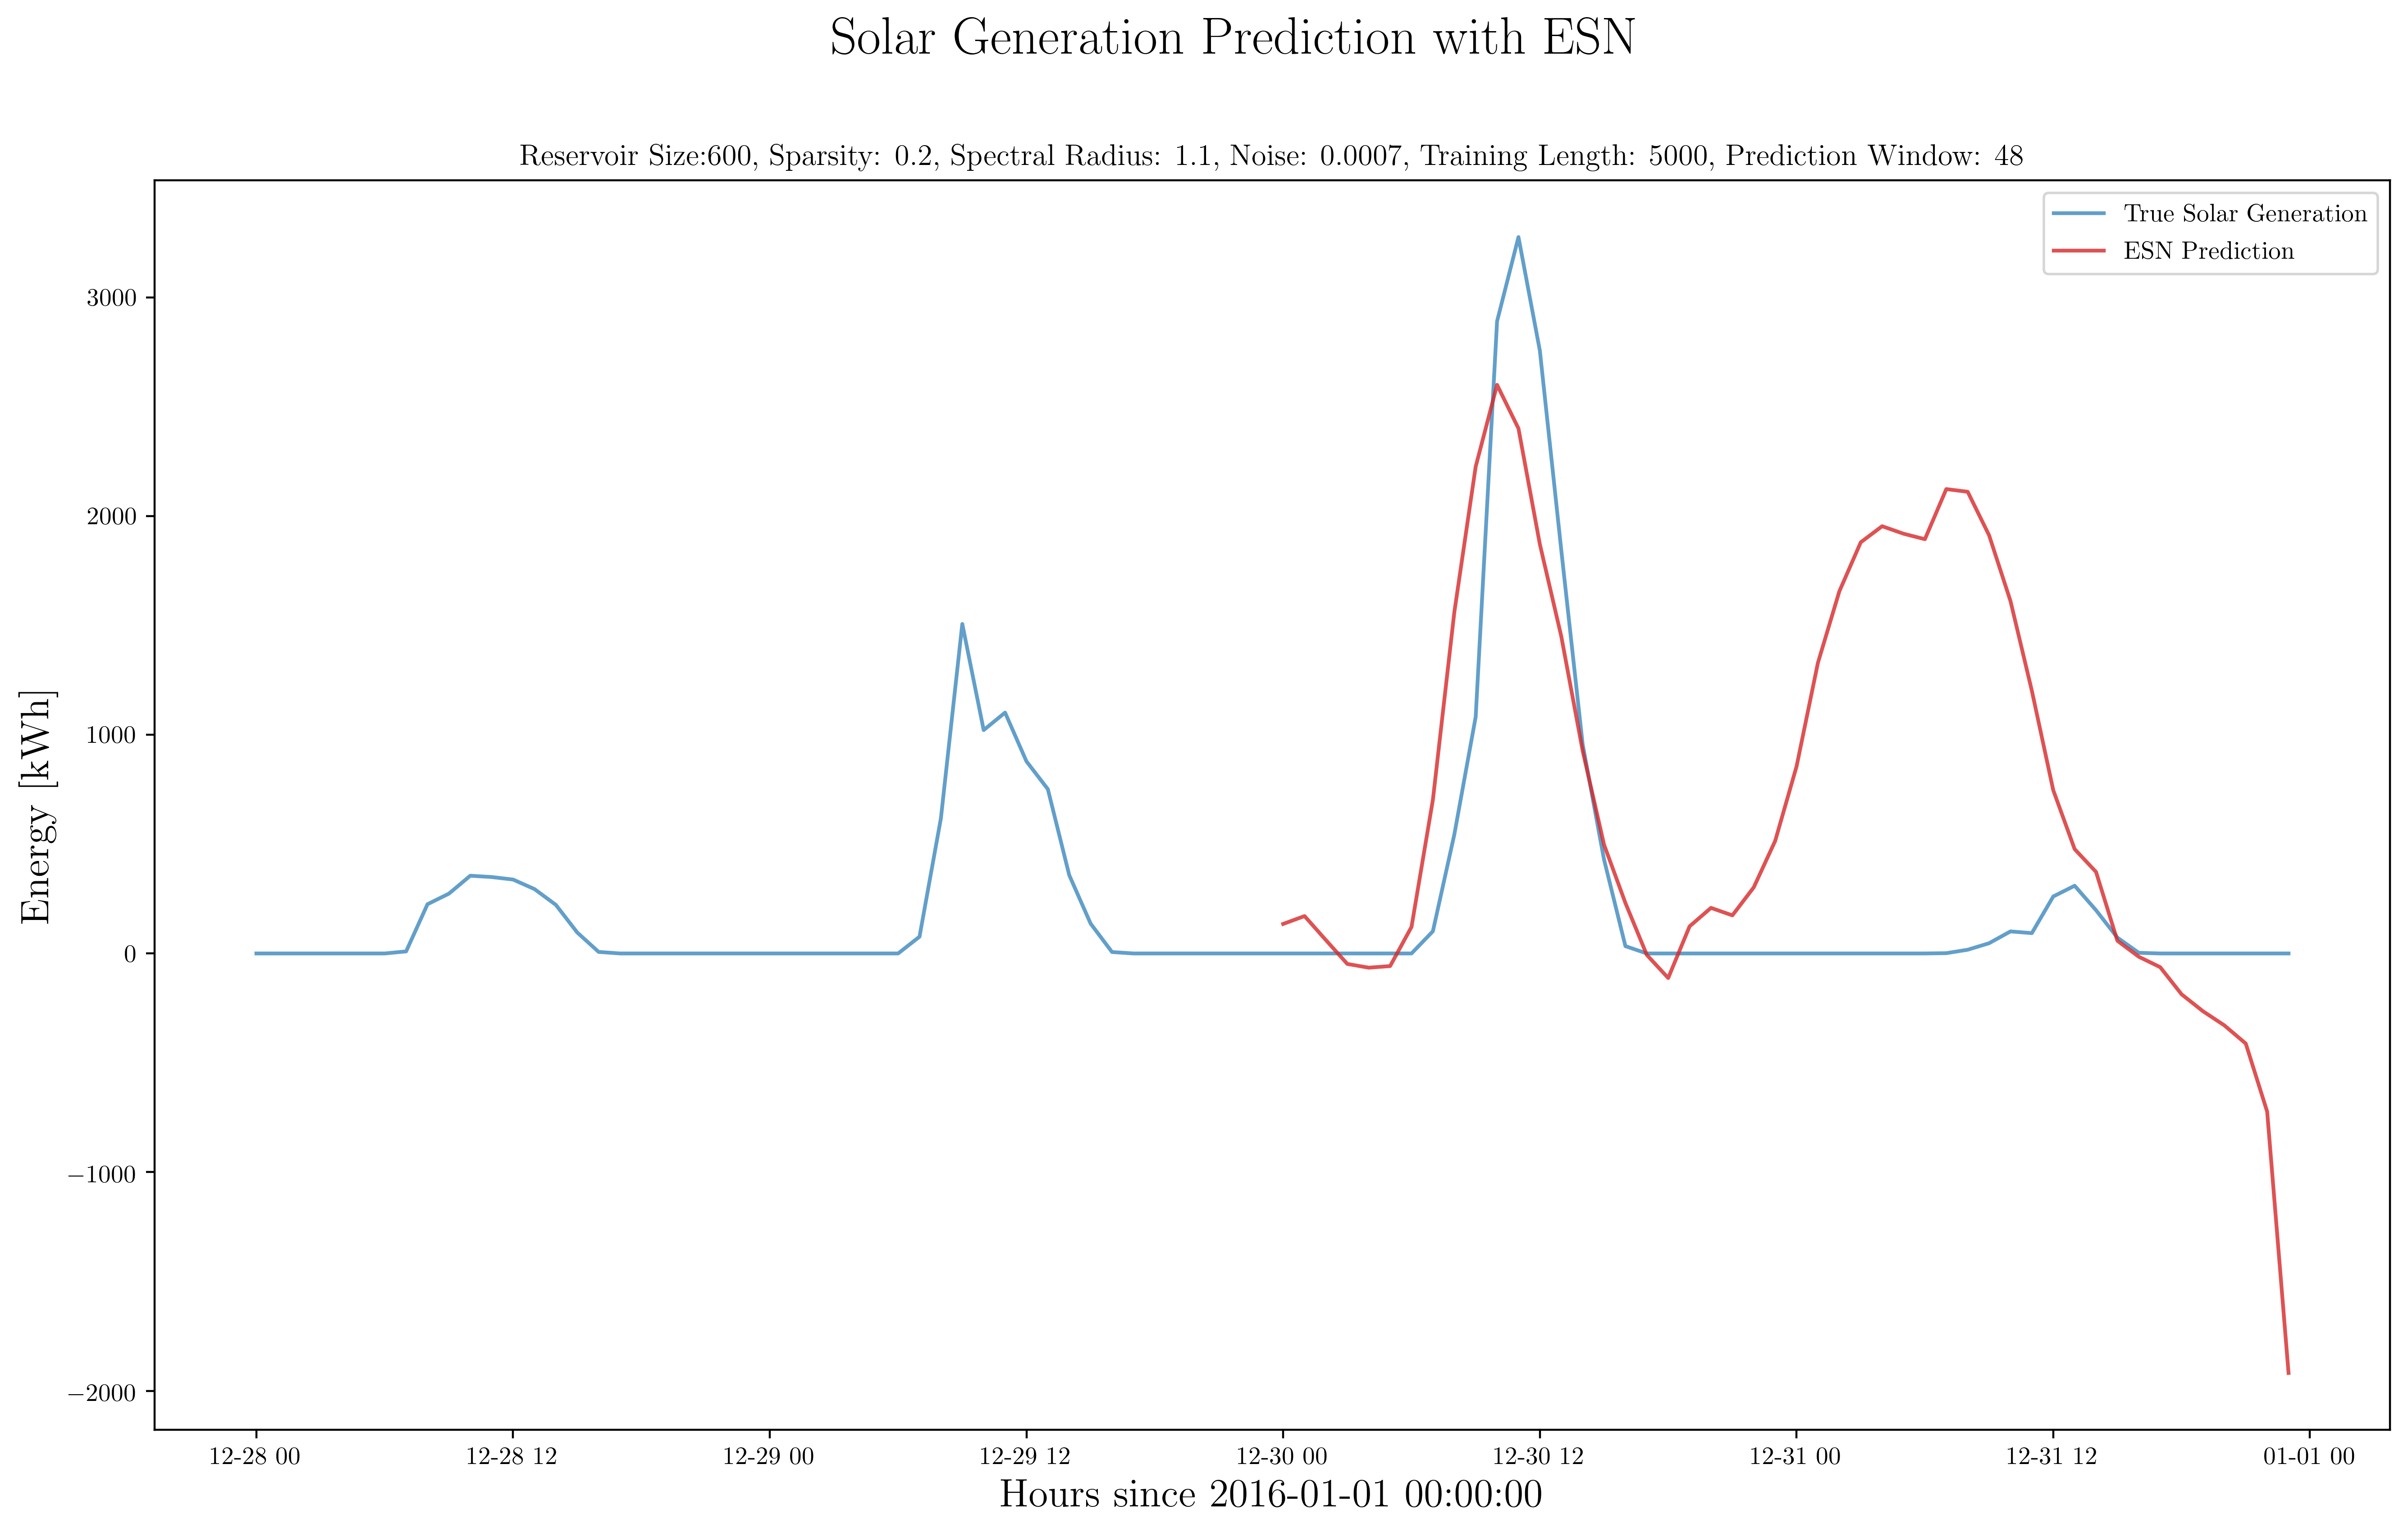 Solar Generation Prediction with ESN
Reservoir Size:600, Sparsity: 0.2, Spectral Radius: 1.1, Noise: 0.0007, Training Length: 5000, Prediction Window: 48
True Solar Generation
ESN Prediction
3000
2000
1000
0
−1000
−2000
Energy [kWh]
12-28 00
12-28 12
12-29 00
12-29 12
12-30 00
12-30 12
12-31 00
12-31 12
01-01 00
Hours since 2016-01-01 00:00:00